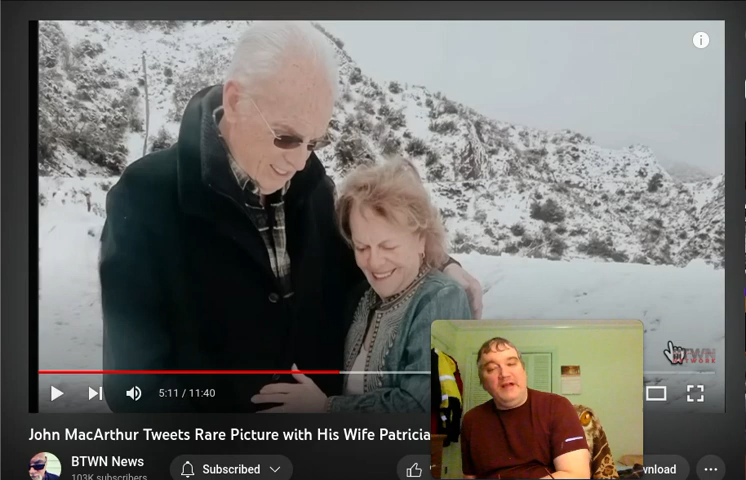 BTWN
NETWORK
5:11 / 11:40
John MacArthur Tweets Rare Picture with His Wife Patricia
BTWN News
Subscribed
103K subscribers
wnload